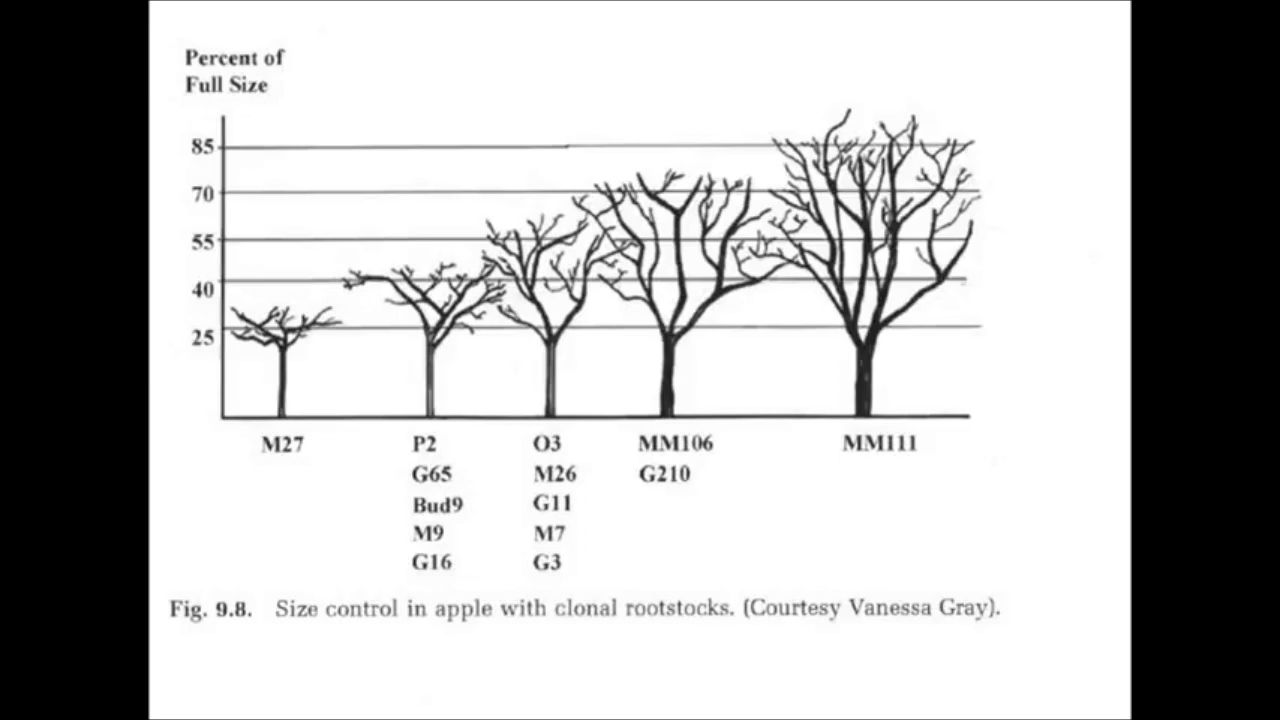 Percent of
Full Size
85
70
55
40
25
M27
P2
O3
MM106
MM111
G65
M26
G210
Bud9
G11
M9
M7
G16
G3
Fig. 9.8. Size control in apple with clonal rootstocks. (Courtesy Vanessa Gray).